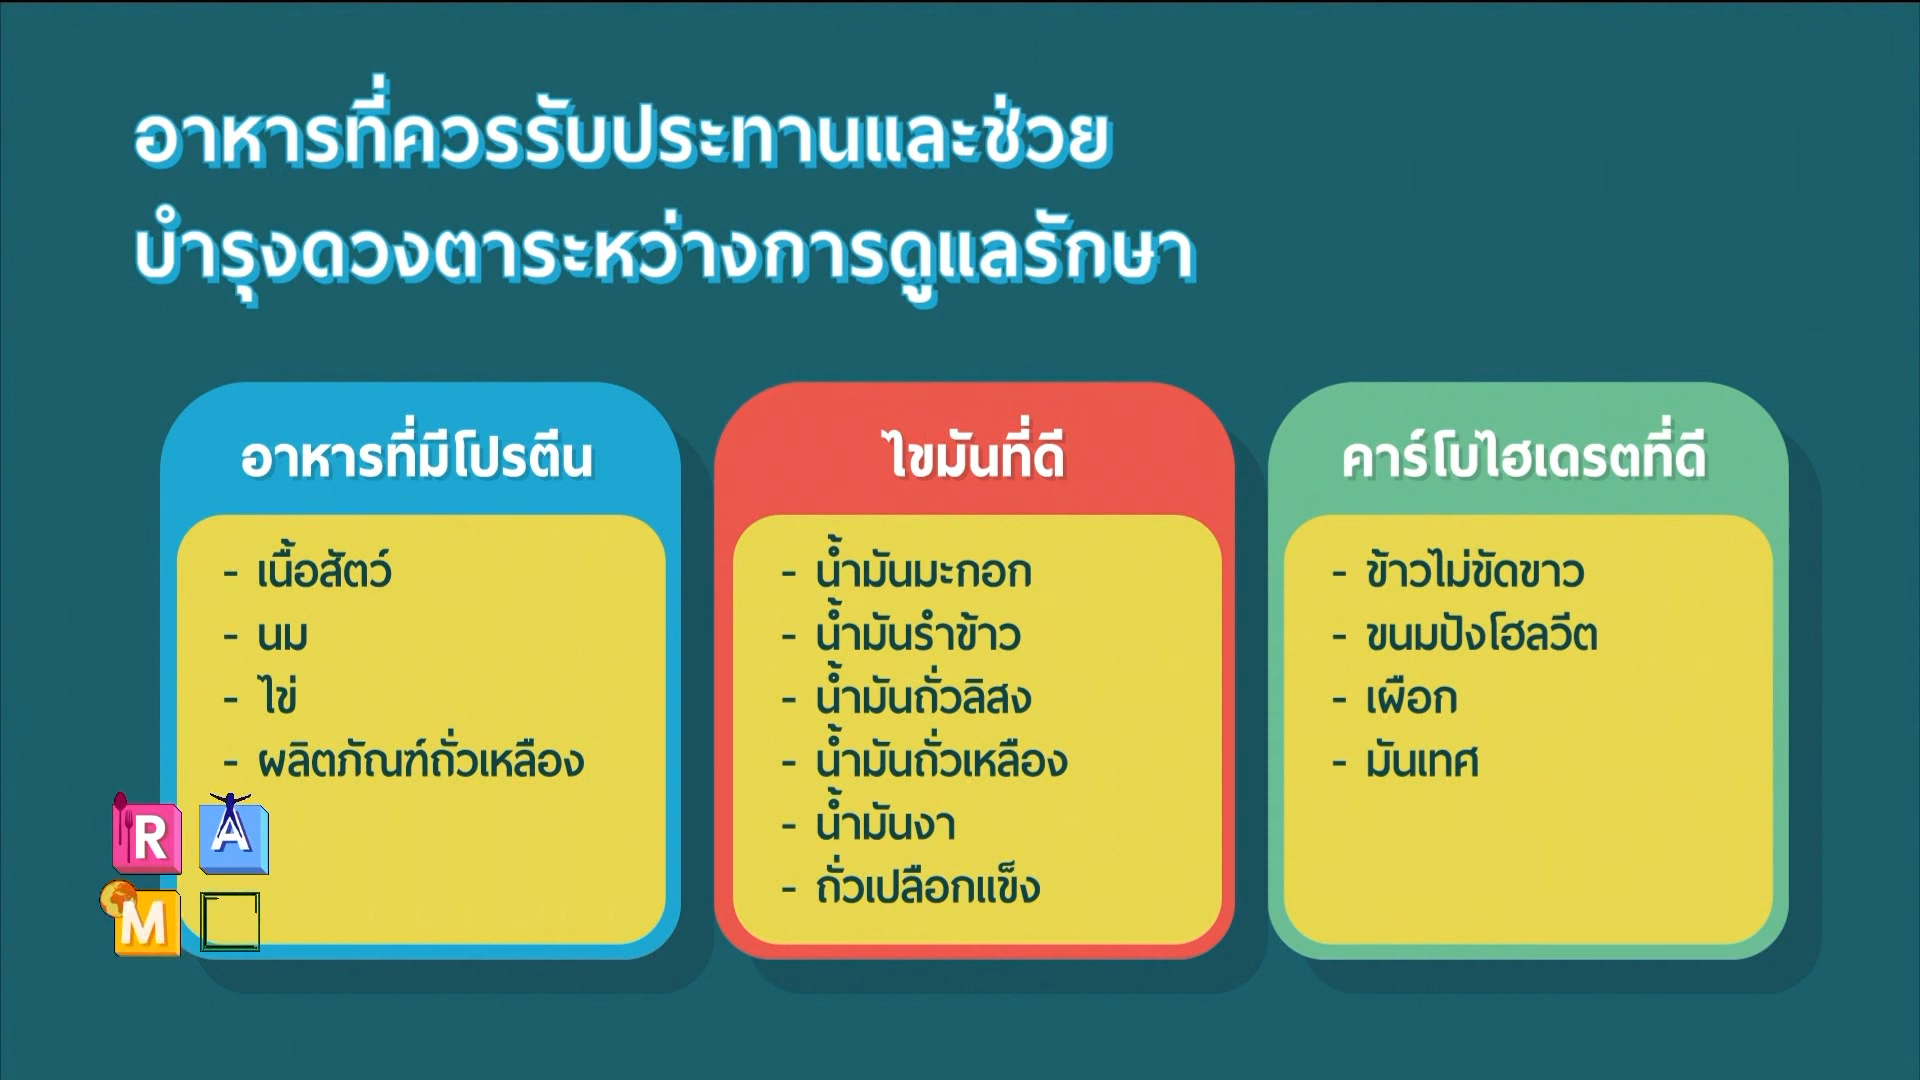 อาหารที่ควรรับประทานและช่วย
บำรุงดวงตาระหว่างการดูแลรักษา
อาหารที่มีโปรตีน
- เนื้อสัตว์
- นม
- ไข่
- ผลิตภัณฑ์ถั่วเหลือง
ไขมันที่ดี
- น้ำมันมะกอก
- น้ำมันรำข้าว
- น้ำมันถั่วลิสง
- น้ำมันถั่วเหลือง
- น้ำมันงา
- ถั่วเปลือกแข็ง
คาร์โบไฮเดรตที่ดี
- ข้าวไม่ขัดขาว
- ขนมปังโฮลวีต
- เผือก
- มันเทศ
R A
M